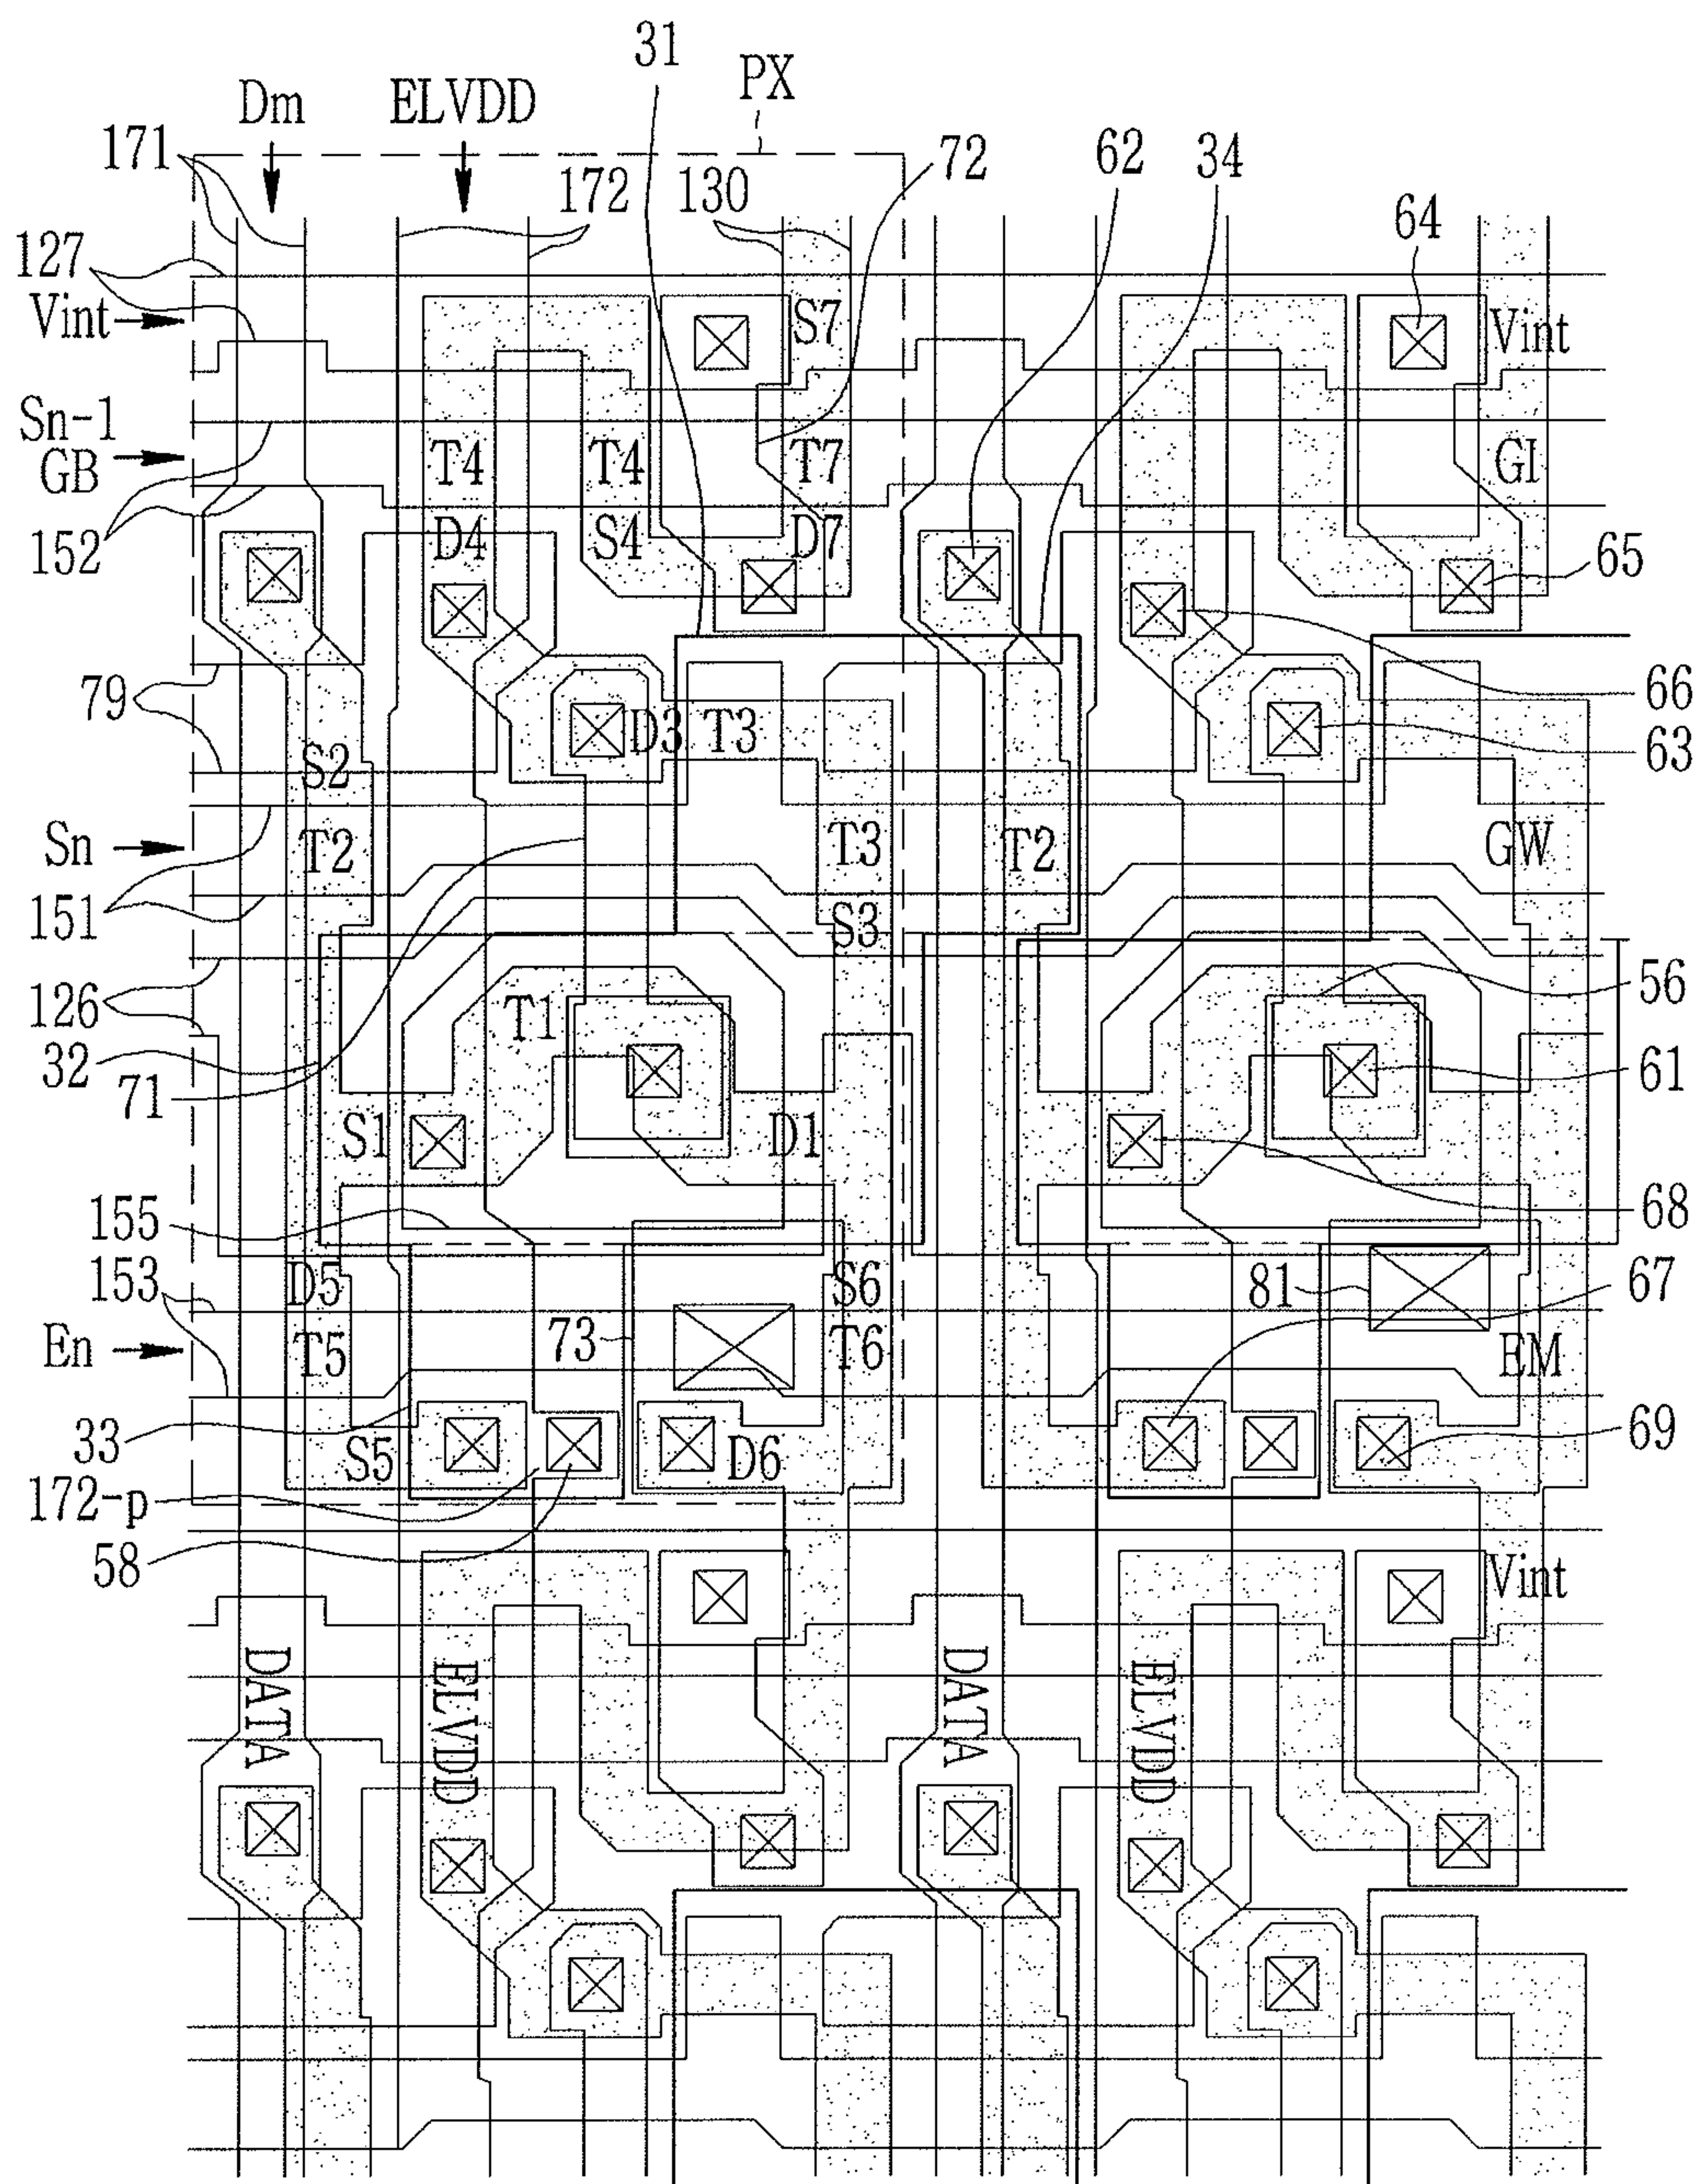 31
PX
Dm
ELVDD
171
72
62
34
172
130
64
127
Vint
S7
Vint
Sn-1
GB
T4
T4
T7
GI
152
D4
S4
D7
65
79
66
D3
T3
63
S2
Sn
T2
T3
T2
GW
151
S3
126
T1
56
32
71
61
S1
D1
155
68
153
D5
S6
81
67
En
T5
73
T6
EM
33
S5
D6
69
172-p
58
Vint
DATA
ELVDD
DATA
ELVDD